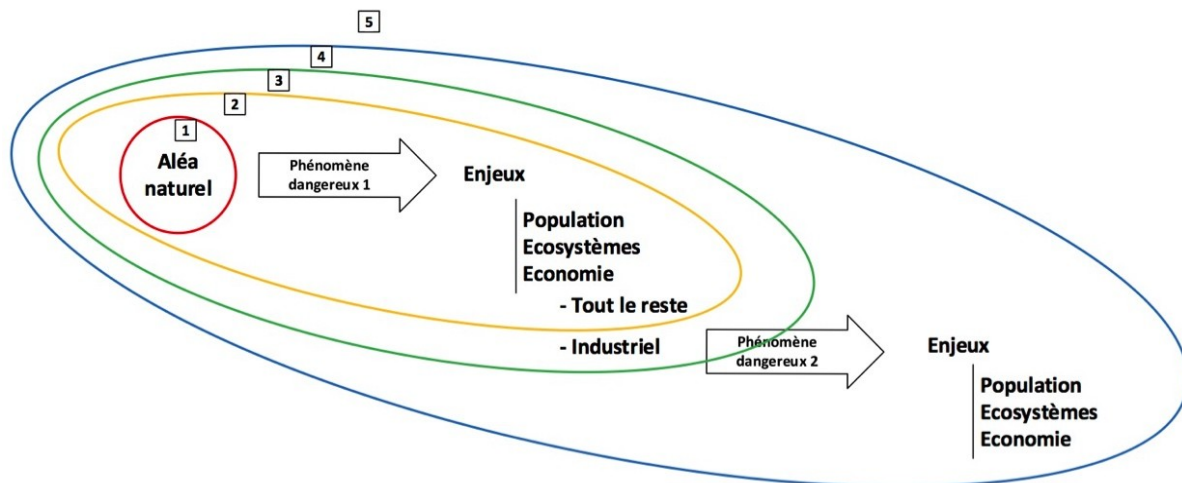 5
4
3
2
1
Aléa
naturel
Phénomène
dangereux 1
Enjeux
Population
Ecosystèmes
Economie
- Tout le reste
- Industriel
Phénomène
dangereux 2
Enjeux
Population
Ecosystèmes
Economie